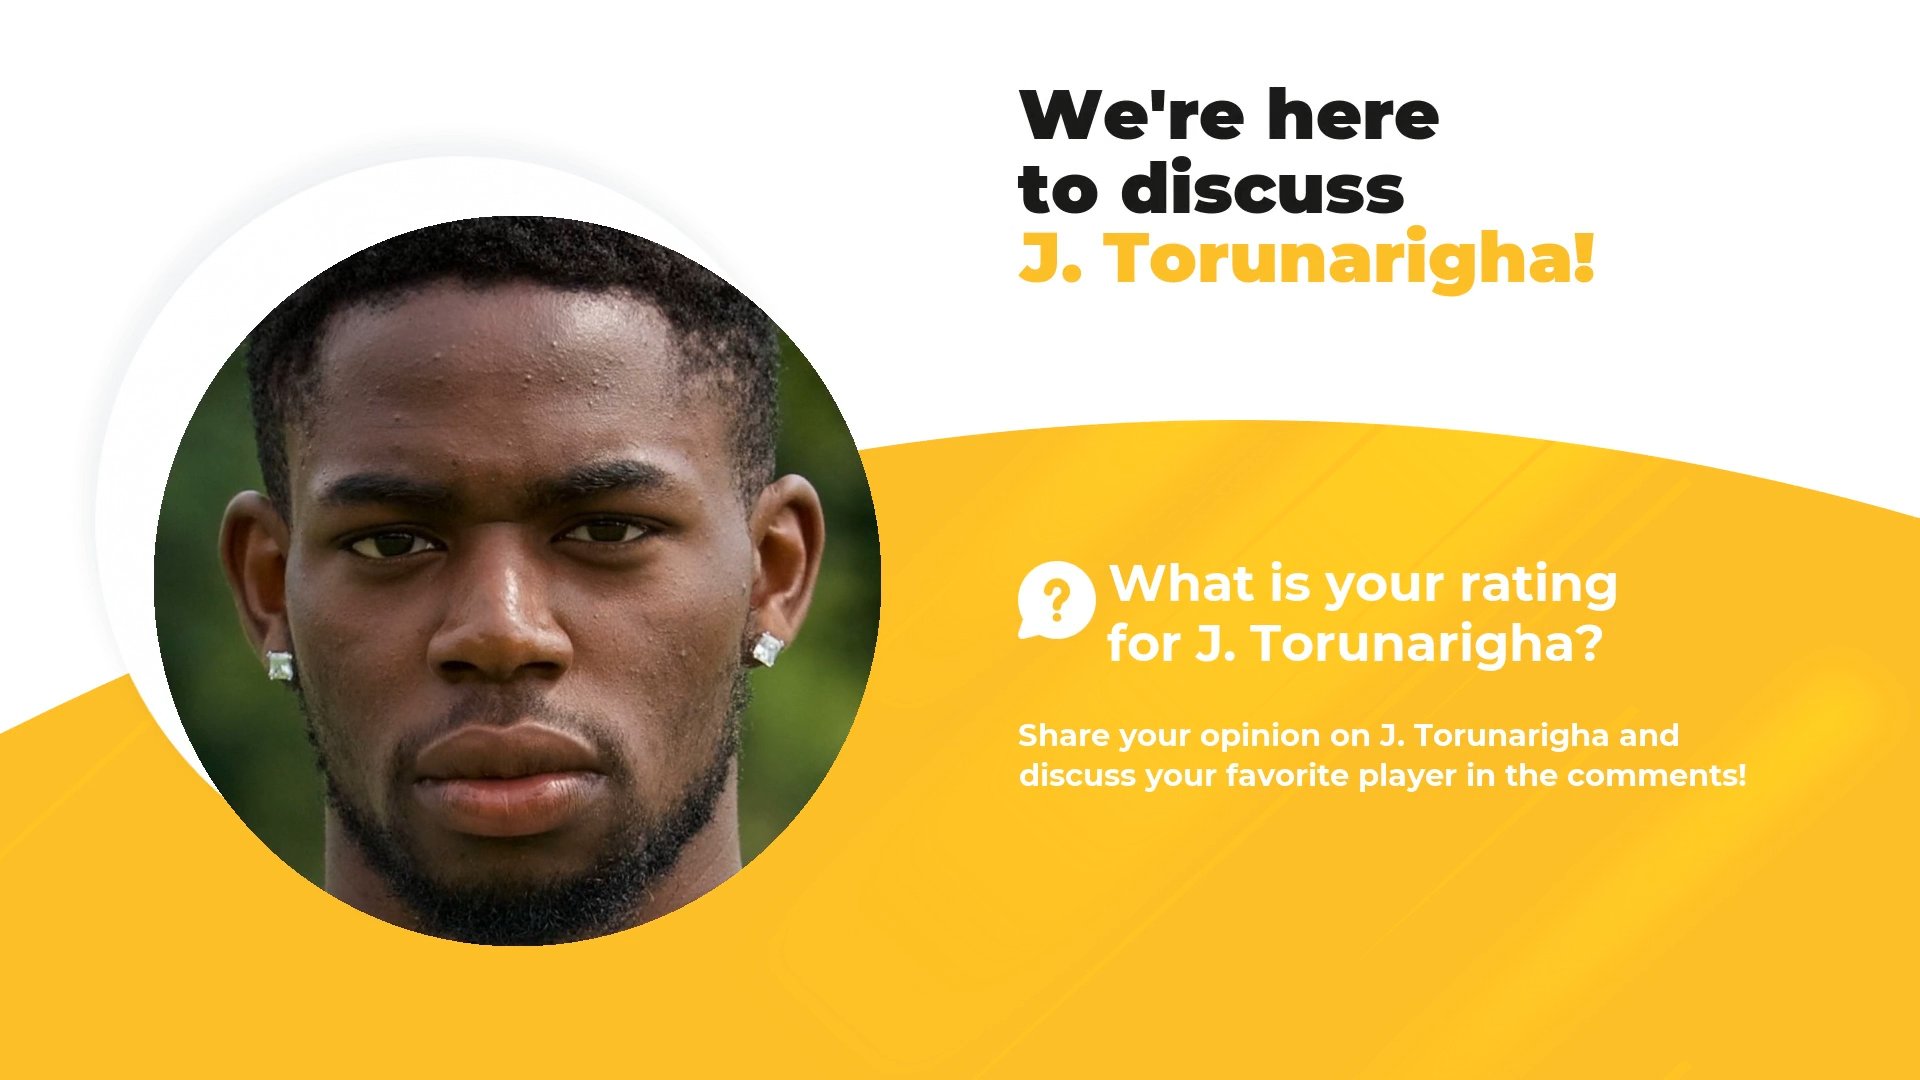 We're here
to discuss
J. Torunarigha!
What is your rating
for J. Torunarigha?
Share your opinion on J. Torunarigha and
discuss your favorite player in the comments!